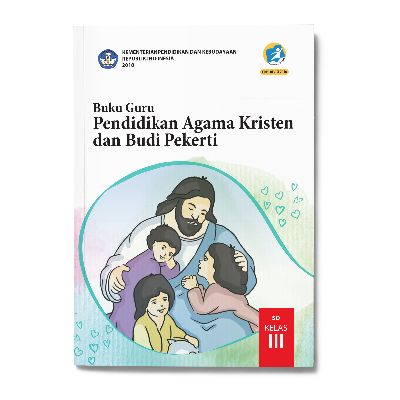 KEMENTERIAN PENDIDIKAN DAN KEBUDAYAAN
REPUBLIK INDONESIA
2018
Buku Guru
Pendidikan Agama Kristen
dan Budi Pekerti
SD
KELAS
III